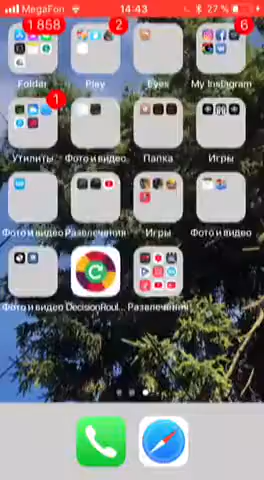 MegaFon 14:43 27 %
1 858 2 6
Folder Play Eyes My Instagram
1
Утилиты Фото и видео Папка Игры
Фото и видео Развлечения Игры Фото и видео
Фото и видео DecisionRoul... Развлечения